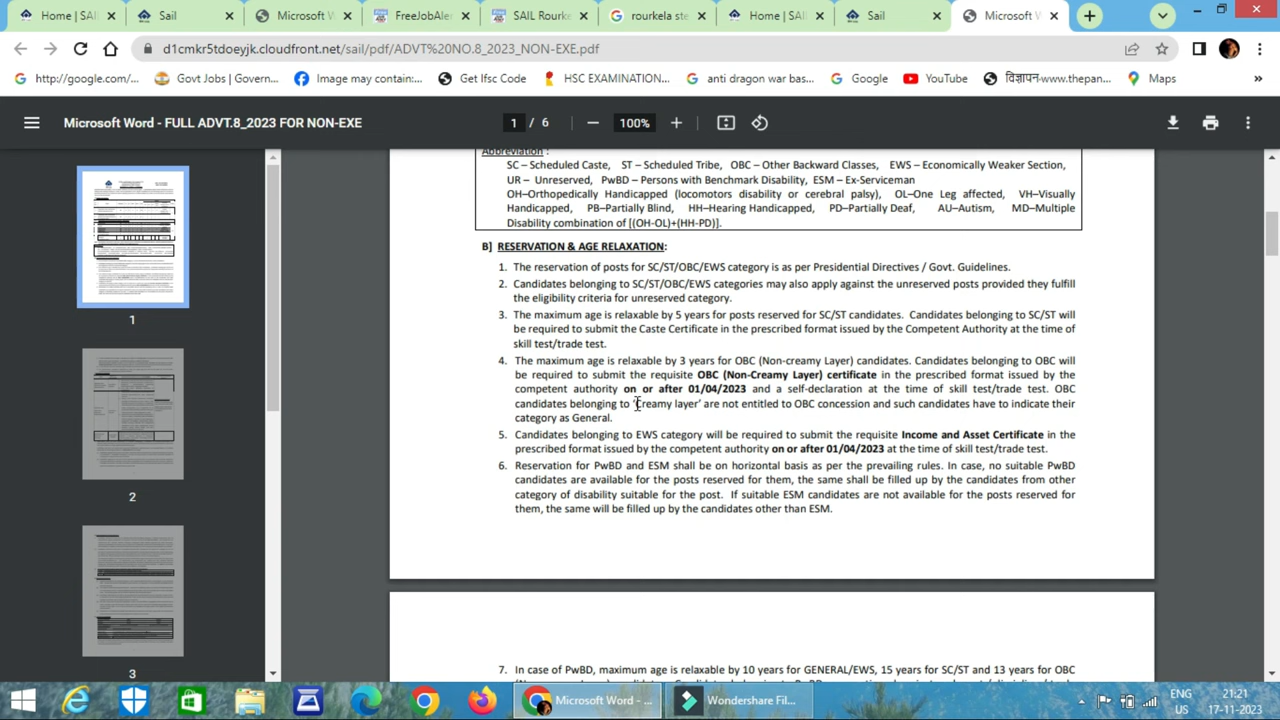 Home | SAI
Sail
Microsoft W
FreeJobAler
SAIL Rourke
rourkela ste
Home | SAI
Sail
Microsoft W
d1cmkr5tdoeyjk.cloudfront.net/sail/pdf/ADVT%20NO.8_2023_NON-EXE.pdf
http://google.com/...
Govt Jobs | Govern...
Image may contain:...
Get Ifsc Code
HSC EXAMINATION...
anti dragon war bas...
Google
YouTube
विज्ञापन-www.thepan...
Maps
»
Microsoft Word - FULL ADVT.8_2023 FOR NON-EXE
1 / 6
100%
1
2
3
Abbreviation :
SC – Scheduled Caste, ST – Scheduled Tribe, OBC – Other Backward Classes, EWS – Economically Weaker Section,
UR – Unreserved, PwBD – Persons with Benchmark Disability, ESM – Ex-Serviceman
OH–Orthopedically Handicapped (locomotors disability or cerebral palsy), OL–One Leg affected, VH–Visually
Handicapped, PB–Partially Blind, HH–Hearing Handicapped, PD–Partially Deaf, AU–Autism, MD–Multiple
Disability combination of [(OH-OL)+(HH-PD)].
B] RESERVATION & AGE RELAXATION:
1. The reservation of posts for SC/ST/OBC/EWS category is as per Presidential Directives / Govt. Guidelines.
2. Candidates belonging to SC/ST/OBC/EWS categories may also apply against the unreserved posts provided they fulfill
the eligibility criteria for unreserved category.
3. The maximum age is relaxable by 5 years for posts reserved for SC/ST candidates. Candidates belonging to SC/ST will
be required to submit the Caste Certificate in the prescribed format issued by the Competent Authority at the time of
skill test/trade test.
4. The maximum age is relaxable by 3 years for OBC (Non-creamy Layer) candidates. Candidates belonging to OBC will
be required to submit the requisite OBC (Non-Creamy Layer) certificate in the prescribed format issued by the
competent authority on or after 01/04/2023 and a self-declaration at the time of skill test/trade test. OBC
candidates belonging to 'Creamy layer' are not entitled to OBC concession and such candidates have to indicate their
category as General.
5. Candidates belonging to EWS category will be required to submit the requisite Income and Asset Certificate in the
prescribed format issued by the competent authority on or after 01/04/2023 at the time of skill test/trade test.
6. Reservation for PwBD and ESM shall be on horizontal basis as per the prevailing rules. In case, no suitable PwBD
candidates are available for the posts reserved for them, the same shall be filled up by the candidates from other
category of disability suitable for the post. If suitable ESM candidates are not available for the posts reserved for
them, the same will be filled up by the candidates other than ESM.
7. In case of PwBD, maximum age is relaxable by 10 years for GENERAL/EWS, 15 years for SC/ST and 13 years for OBC
Microsoft Word - ...
Wondershare Fil...
ENG
US
21:21
17-11-2023